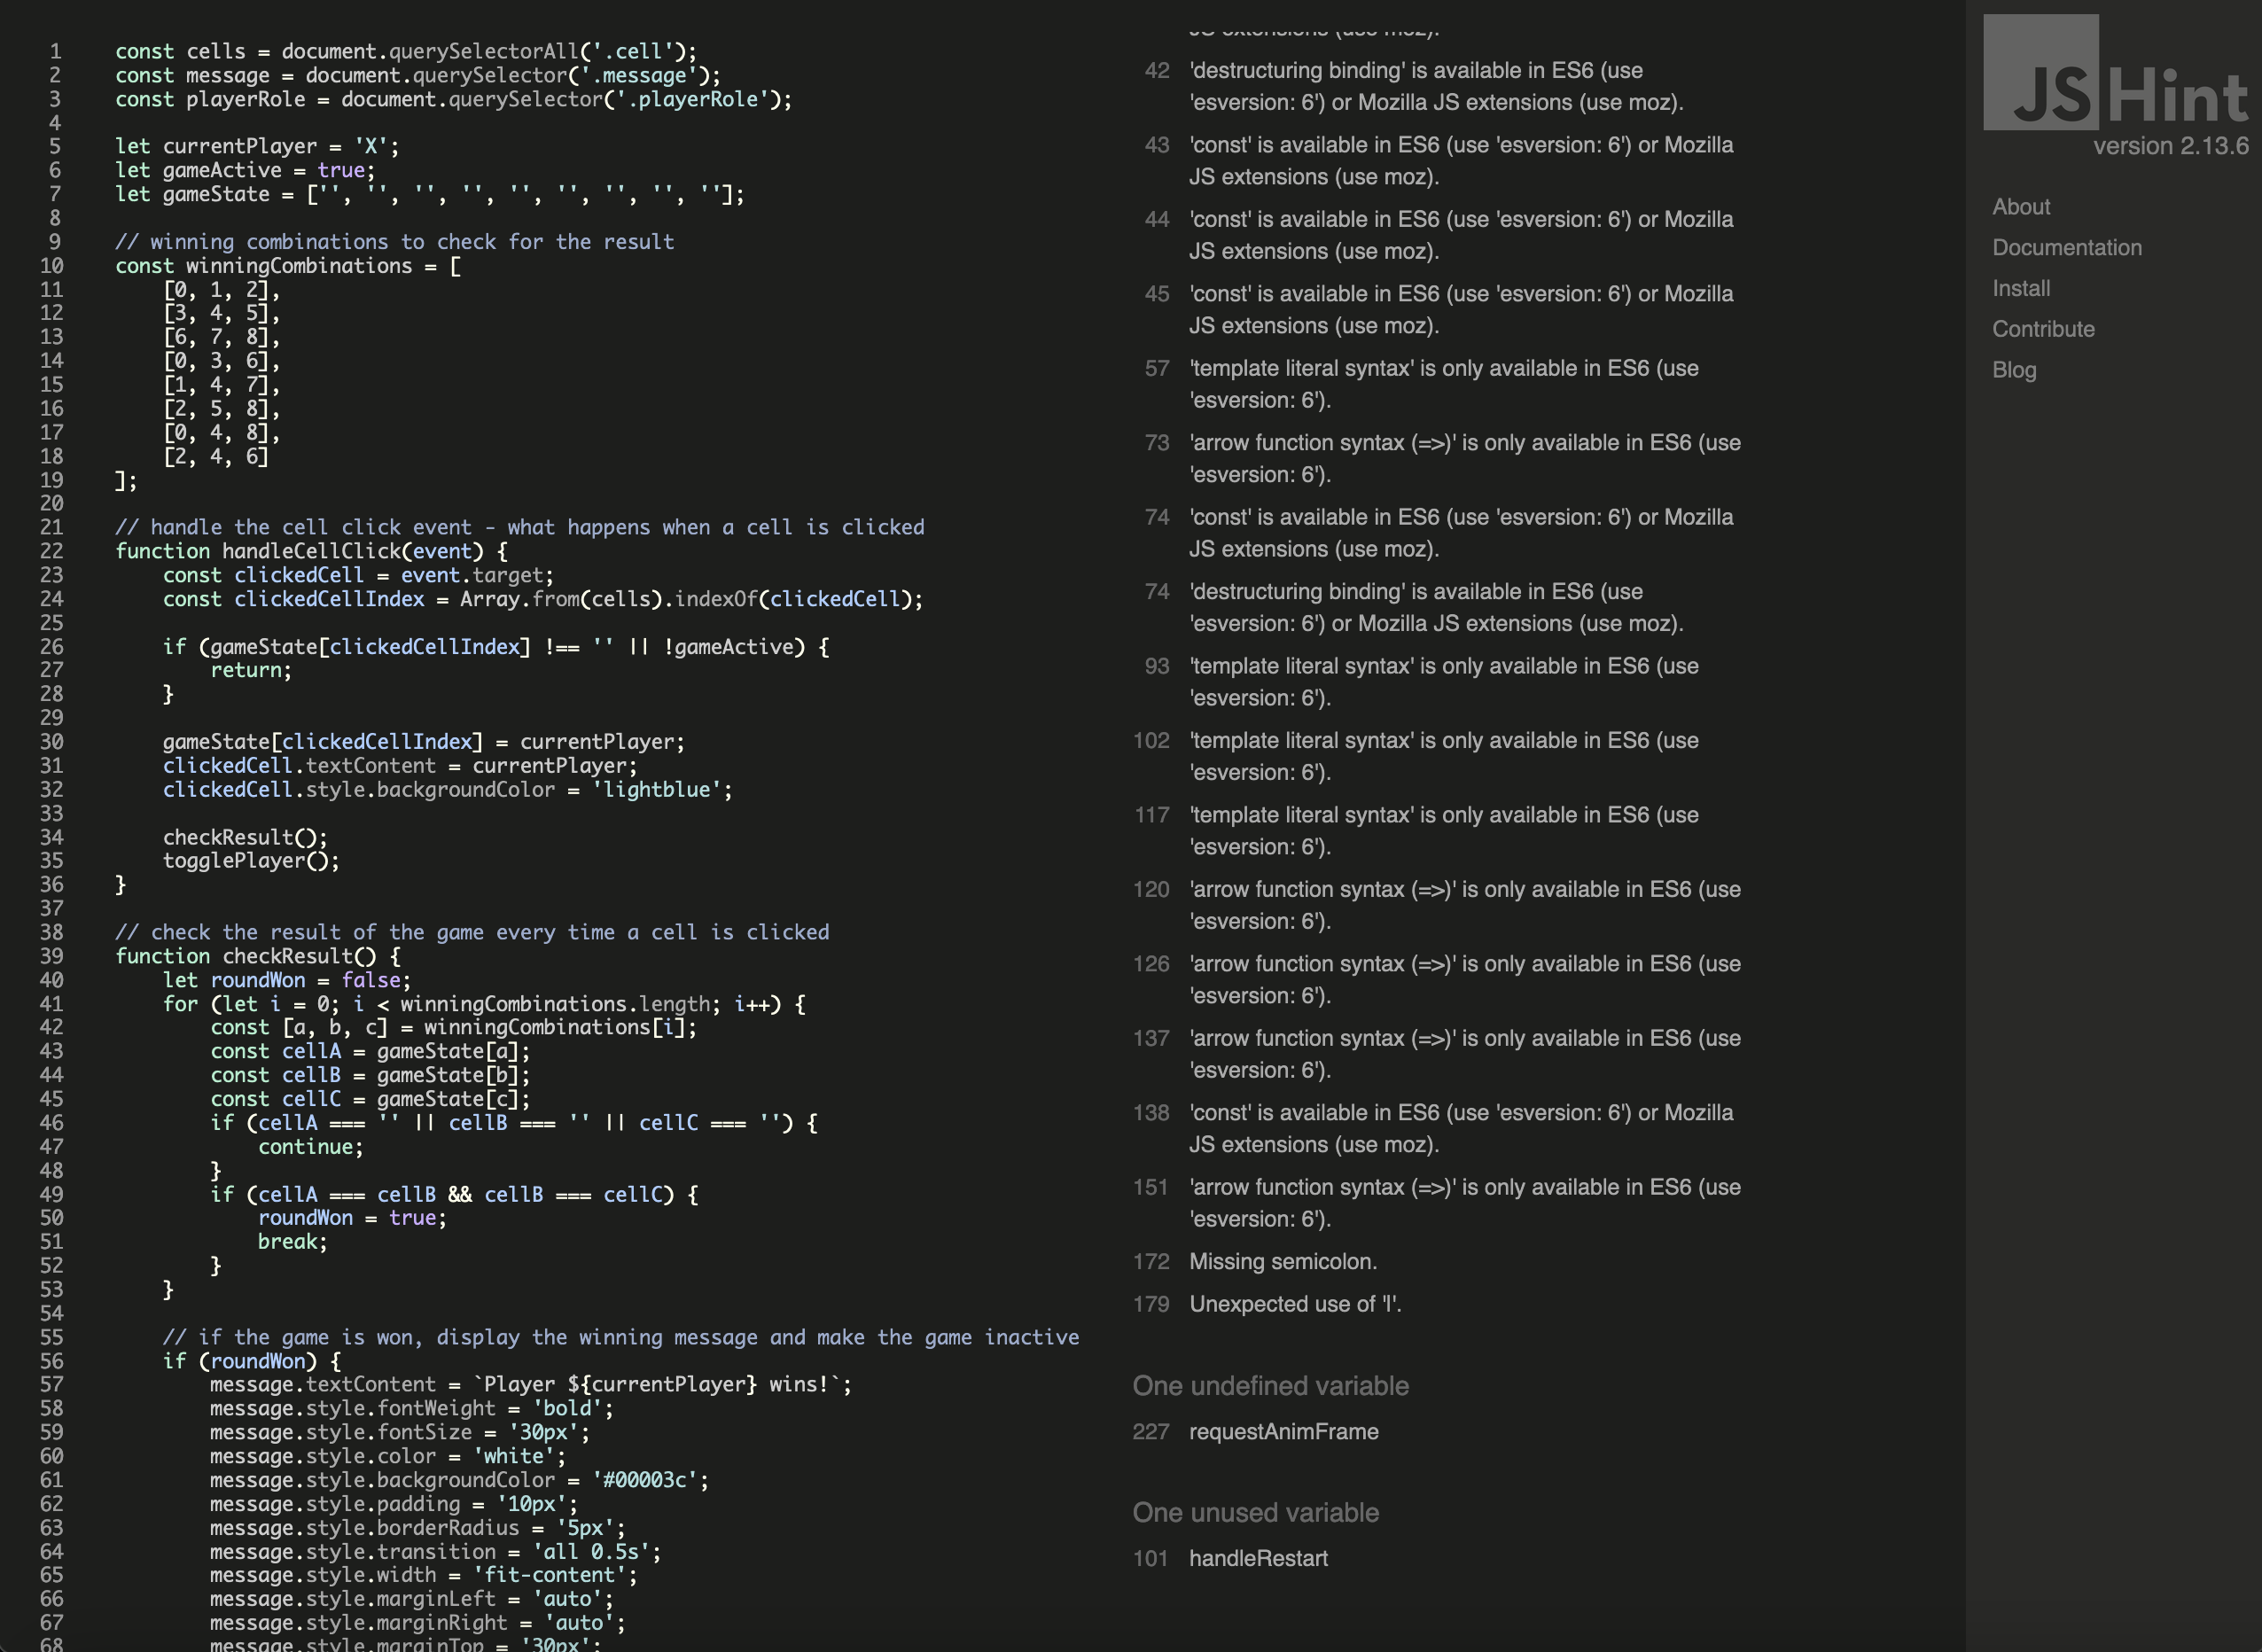 1 const cells = document.querySelectorAll('.cell');
2 const message = document.querySelector('.message');
3 const playerRole = document.querySelector('.playerRole');
4
5 let currentPlayer = 'X';
6 let gameActive = true;
7 let gameState = ['', '', '', '', '', '', '', '', ''];
8
9 // winning combinations to check for the result
10 const winningCombinations = [
11 [0, 1, 2],
12 [3, 4, 5],
13 [6, 7, 8],
14 [0, 3, 6],
15 [1, 4, 7],
16 [2, 5, 8],
17 [0, 4, 8],
18 [2, 4, 6]
19 ];
20
21 // handle the cell click event - what happens when a cell is clicked
22 function handleCellClick(event) {
23 const clickedCell = event.target;
24 const clickedCellIndex = Array.from(cells).indexOf(clickedCell);
25
26 if (gameState[clickedCellIndex] !== '' || !gameActive) {
27 return;
28 }
29
30 gameState[clickedCellIndex] = currentPlayer;
31 clickedCell.textContent = currentPlayer;
32 clickedCell.style.backgroundColor = 'lightblue';
33
34 checkResult();
35 togglePlayer();
36 }
37
38 // check the result of the game every time a cell is clicked
39 function checkResult() {
40 let roundWon = false;
41 for (let i = 0; i < winningCombinations.length; i++) {
42 const [a, b, c] = winningCombinations[i];
43 const cellA = gameState[a];
44 const cellB = gameState[b];
45 const cellC = gameState[c];
46 if (cellA === '' || cellB === '' || cellC === '') {
47 continue;
48 }
49 if (cellA === cellB && cellB === cellC) {
50 roundWon = true;
51 break;
52 }
53 }
54
55 // if the game is won, display the winning message and make the game inactive
56 if (roundWon) {
57 message.textContent = `Player ${currentPlayer} wins!`;
58 message.style.fontWeight = 'bold';
59 message.style.fontSize = '30px';
60 message.style.color = 'white';
61 message.style.backgroundColor = '#00003c';
62 message.style.padding = '10px';
63 message.style.borderRadius = '5px';
64 message.style.transition = 'all 0.5s';
65 message.style.width = 'fit-content';
66 message.style.marginLeft = 'auto';
67 message.style.marginRight = 'auto';
68 message.style.marginTop = '30px';
JS extensions (use moz).
42 'destructuring binding' is available in ES6 (use
'esversion: 6') or Mozilla JS extensions (use moz).
43 'const' is available in ES6 (use 'esversion: 6') or Mozilla
JS extensions (use moz).
44 'const' is available in ES6 (use 'esversion: 6') or Mozilla
JS extensions (use moz).
45 'const' is available in ES6 (use 'esversion: 6') or Mozilla
JS extensions (use moz).
57 'template literal syntax' is only available in ES6 (use
'esversion: 6').
73 'arrow function syntax (=>)' is only available in ES6 (use
'esversion: 6').
74 'const' is available in ES6 (use 'esversion: 6') or Mozilla
JS extensions (use moz).
74 'destructuring binding' is available in ES6 (use
'esversion: 6') or Mozilla JS extensions (use moz).
93 'template literal syntax' is only available in ES6 (use
'esversion: 6').
102 'template literal syntax' is only available in ES6 (use
'esversion: 6').
117 'template literal syntax' is only available in ES6 (use
'esversion: 6').
120 'arrow function syntax (=>)' is only available in ES6 (use
'esversion: 6').
126 'arrow function syntax (=>)' is only available in ES6 (use
'esversion: 6').
137 'arrow function syntax (=>)' is only available in ES6 (use
'esversion: 6').
138 'const' is available in ES6 (use 'esversion: 6') or Mozilla
JS extensions (use moz).
151 'arrow function syntax (=>)' is only available in ES6 (use
'esversion: 6').
172 Missing semicolon.
179 Unexpected use of '|'.
One undefined variable
227 requestAnimFrame
One unused variable
101 handleRestart
JSHint
version 2.13.6
About
Documentation
Install
Contribute
Blog